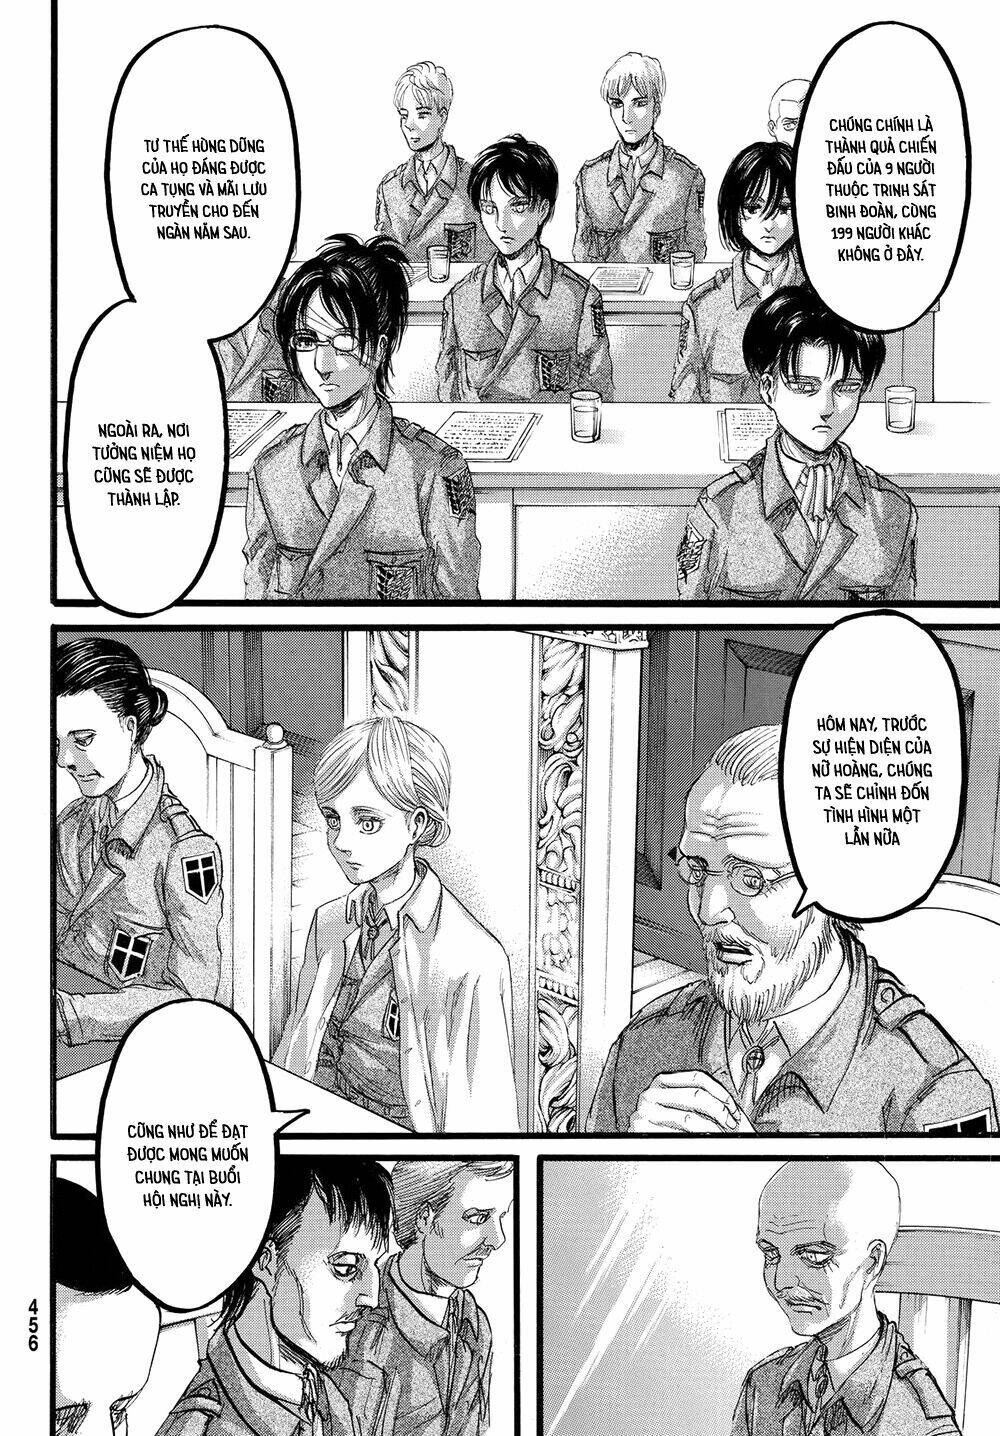 CHÚNG CHÍNH LÀ
THÀNH QUẢ CHIẾN
ĐẤU CỦA 9 NGƯỜI
THUỘC TRINH SÁT
BINH ĐOÀN, CÙNG
199 NGƯỜI KHÁC
KHÔNG Ở ĐÂY.
TƯ THẾ HÙNG DŨNG
CỦA HỌ ĐÁNG ĐƯỢC
CA TỤNG VÀ MÃI LƯU
TRUYỀN CHO ĐẾN
NGÀN NĂM SAU.
NGOÀI RA, NƠI
TƯỞNG NIỆM HỌ
CŨNG SẼ ĐƯỢC
THÀNH LẬP.
HÔM NAY, TRƯỚC
SỰ HIỆN DIỆN CỦA
NỮ HOÀNG, CHÚNG
TA SẼ CHỈNH ĐỐN
TÌNH HÌNH MỘT
LẦN NỮA
CŨNG NHƯ ĐỂ ĐẠT
ĐƯỢC MONG MUỐN
CHUNG TẠI BUỔI
HỘI NGHỊ NÀY.
456